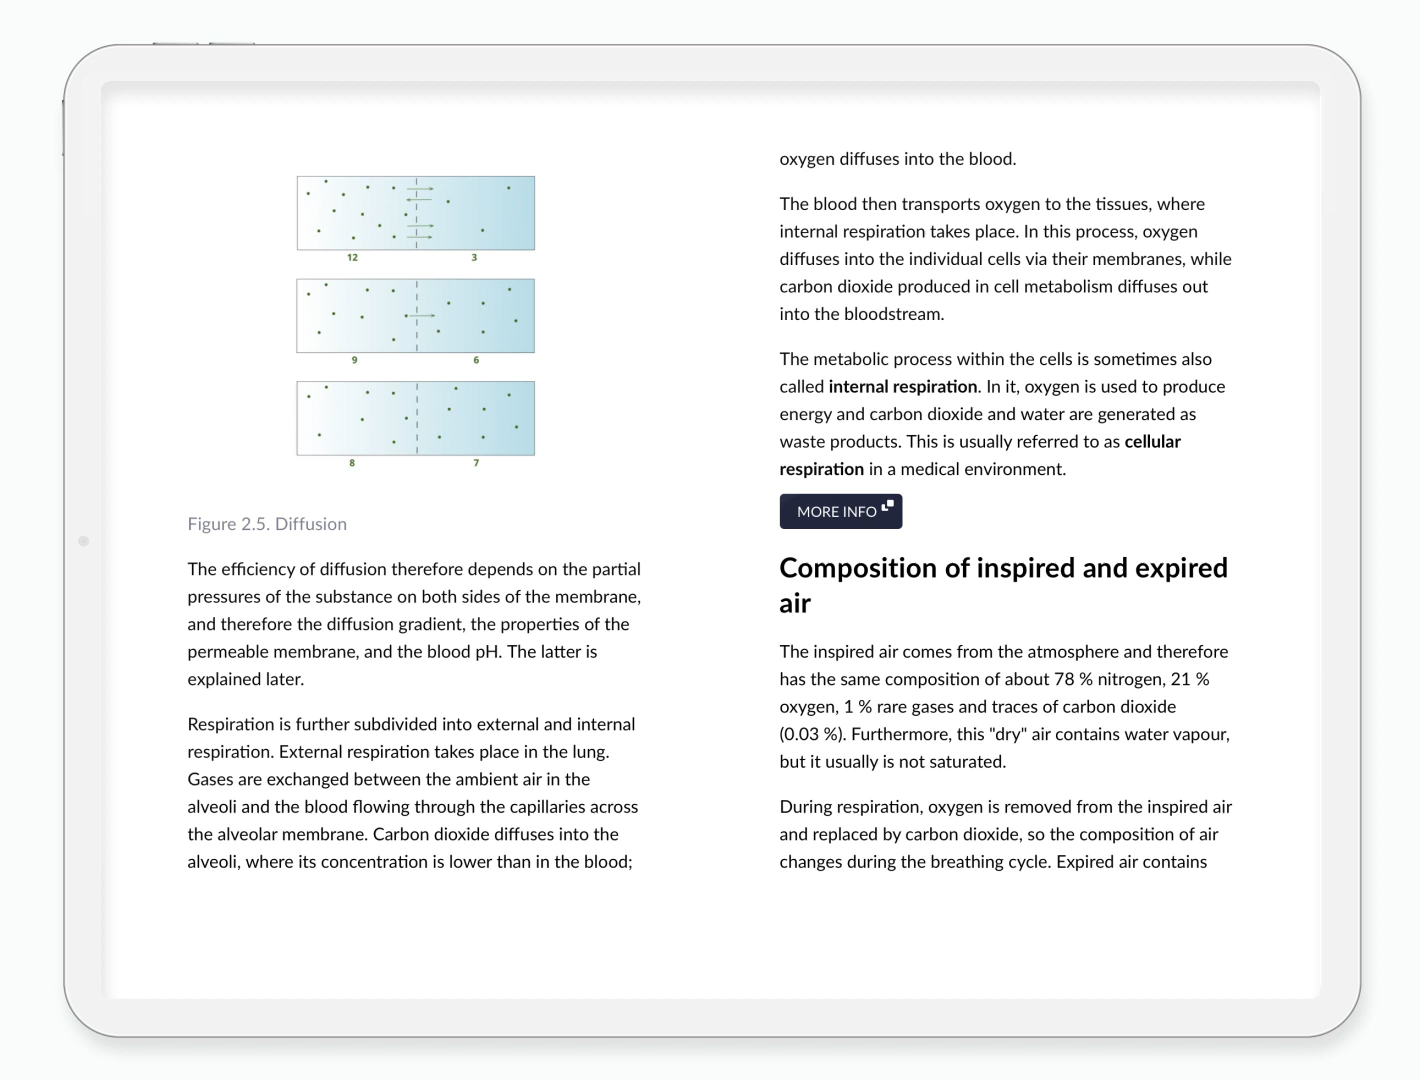 12 3
9 6
8 7
Figure 2.5. Diffusion
The efficiency of diffusion therefore depends on the partial
pressures of the substance on both sides of the membrane,
and therefore the diffusion gradient, the properties of the
permeable membrane, and the blood pH. The latter is
explained later.
Respiration is further subdivided into external and internal
respiration. External respiration takes place in the lung.
Gases are exchanged between the ambient air in the
alveoli and the blood flowing through the capillaries across
the alveolar membrane. Carbon dioxide diffuses into the
alveoli, where its concentration is lower than in the blood;
oxygen diffuses into the blood.
The blood then transports oxygen to the tissues, where
internal respiration takes place. In this process, oxygen
diffuses into the individual cells via their membranes, while
carbon dioxide produced in cell metabolism diffuses out
into the bloodstream.
The metabolic process within the cells is sometimes also
called internal respiration. In it, oxygen is used to produce
energy and carbon dioxide and water are generated as
waste products. This is usually referred to as cellular
respiration in a medical environment.
MORE INFO
Composition of inspired and expired
air
The inspired air comes from the atmosphere and therefore
has the same composition of about 78 % nitrogen, 21 %
oxygen, 1 % rare gases and traces of carbon dioxide
(0.03 %). Furthermore, this "dry" air contains water vapour,
but it usually is not saturated.
During respiration, oxygen is removed from the inspired air
and replaced by carbon dioxide, so the composition of air
changes during the breathing cycle. Expired air contains